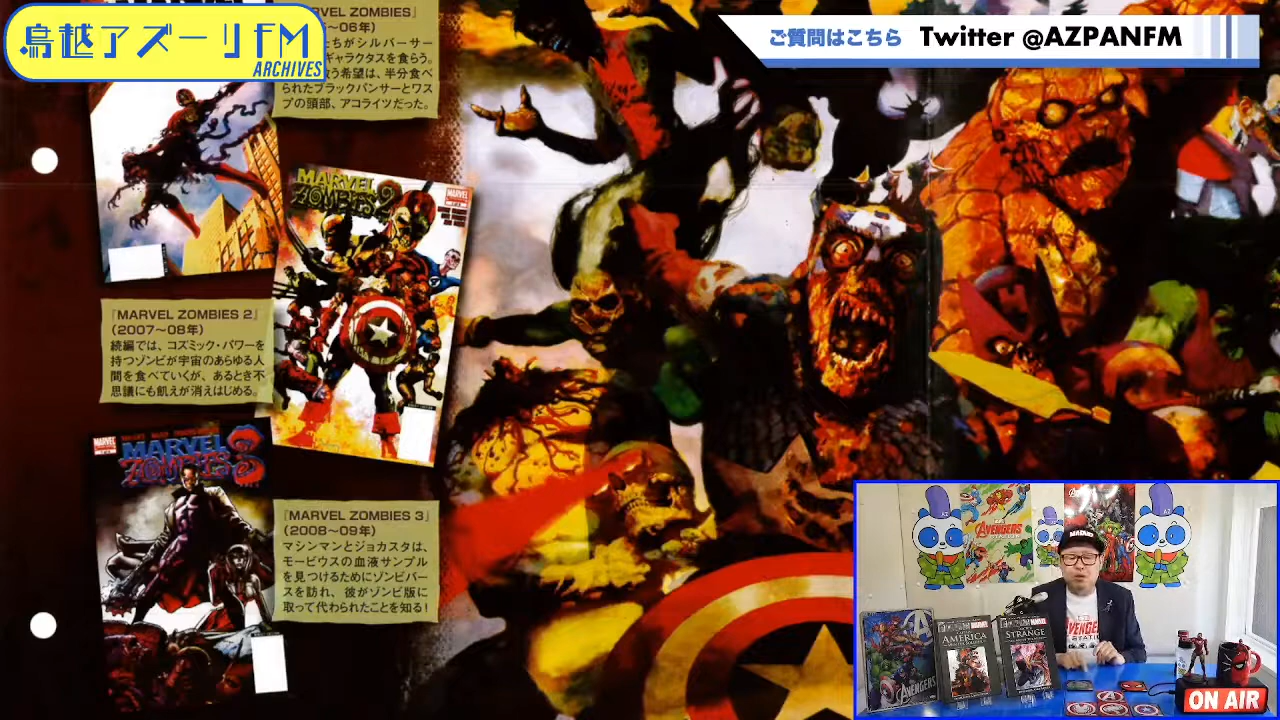 鳥越アズーリFM
ARCHIVES
ご質問はこちら Twitter @AZPANFM
VEL ZOMBIES』
06年)
たちがシルバーサー
ギャラクタスを食らう。
う希望は、半分食べ
られたブラックパンサーとワス
プの頭部、アコライツだった。
MARVEL
ZOMBIES 2
MARVEL
『MARVEL ZOMBIES 2』
(2007〜08年)
続編では、コズミック・パワーを
持つゾンビが宇宙のあらゆる人
間を食べていくが、あるとき不
思議にも飢えが消えはじめる。
MARVEL
MARVEL
ZOMBIES 3
『MARVEL ZOMBIES 3』
(2008〜09年)
マシンマンとジョカスタは、
モービウスの血液サンプル
を見つけるためにゾンビバー
スを訪れ、彼がゾンビ版に
取って代わられたことを知る!
AZ
AVENGERS
AZ
MARVEL
AVENGERS
STATION
AVENGERS
AMERICA
STRANGE
ON AIR